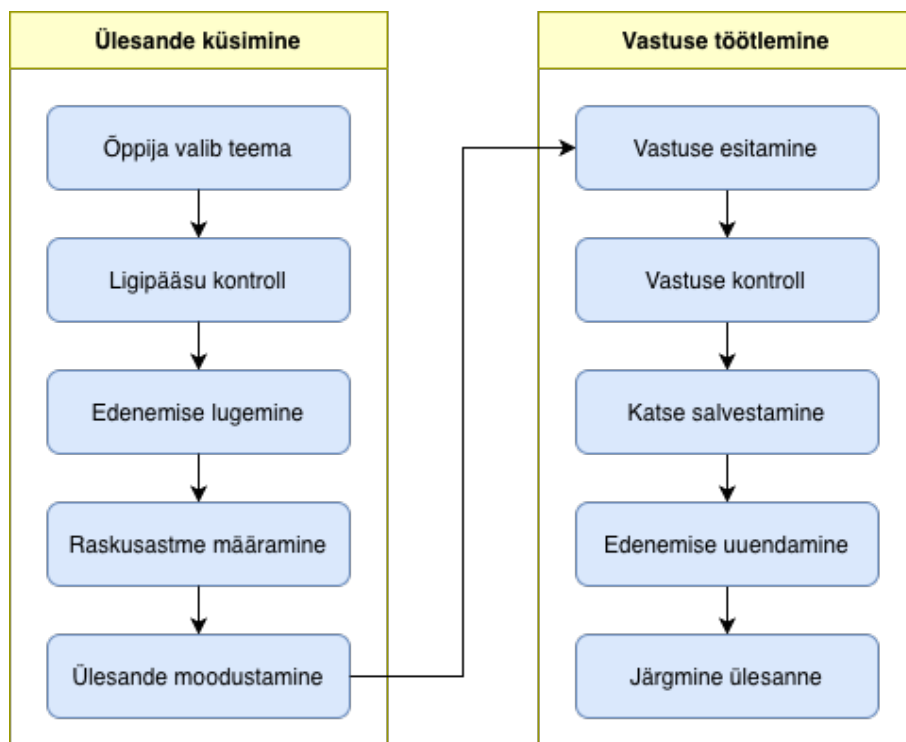 Ülesande küsimine
Õppija valib teema
Ligipääsu kontroll
Edenemise lugemine
Raskusastme määramine
Ülesande moodustamine
Vastuse töötlemine
Vastuse esitamine
Vastuse kontroll
Katse salvestamine
Edenemise uuendamine
Järgmine ülesanne